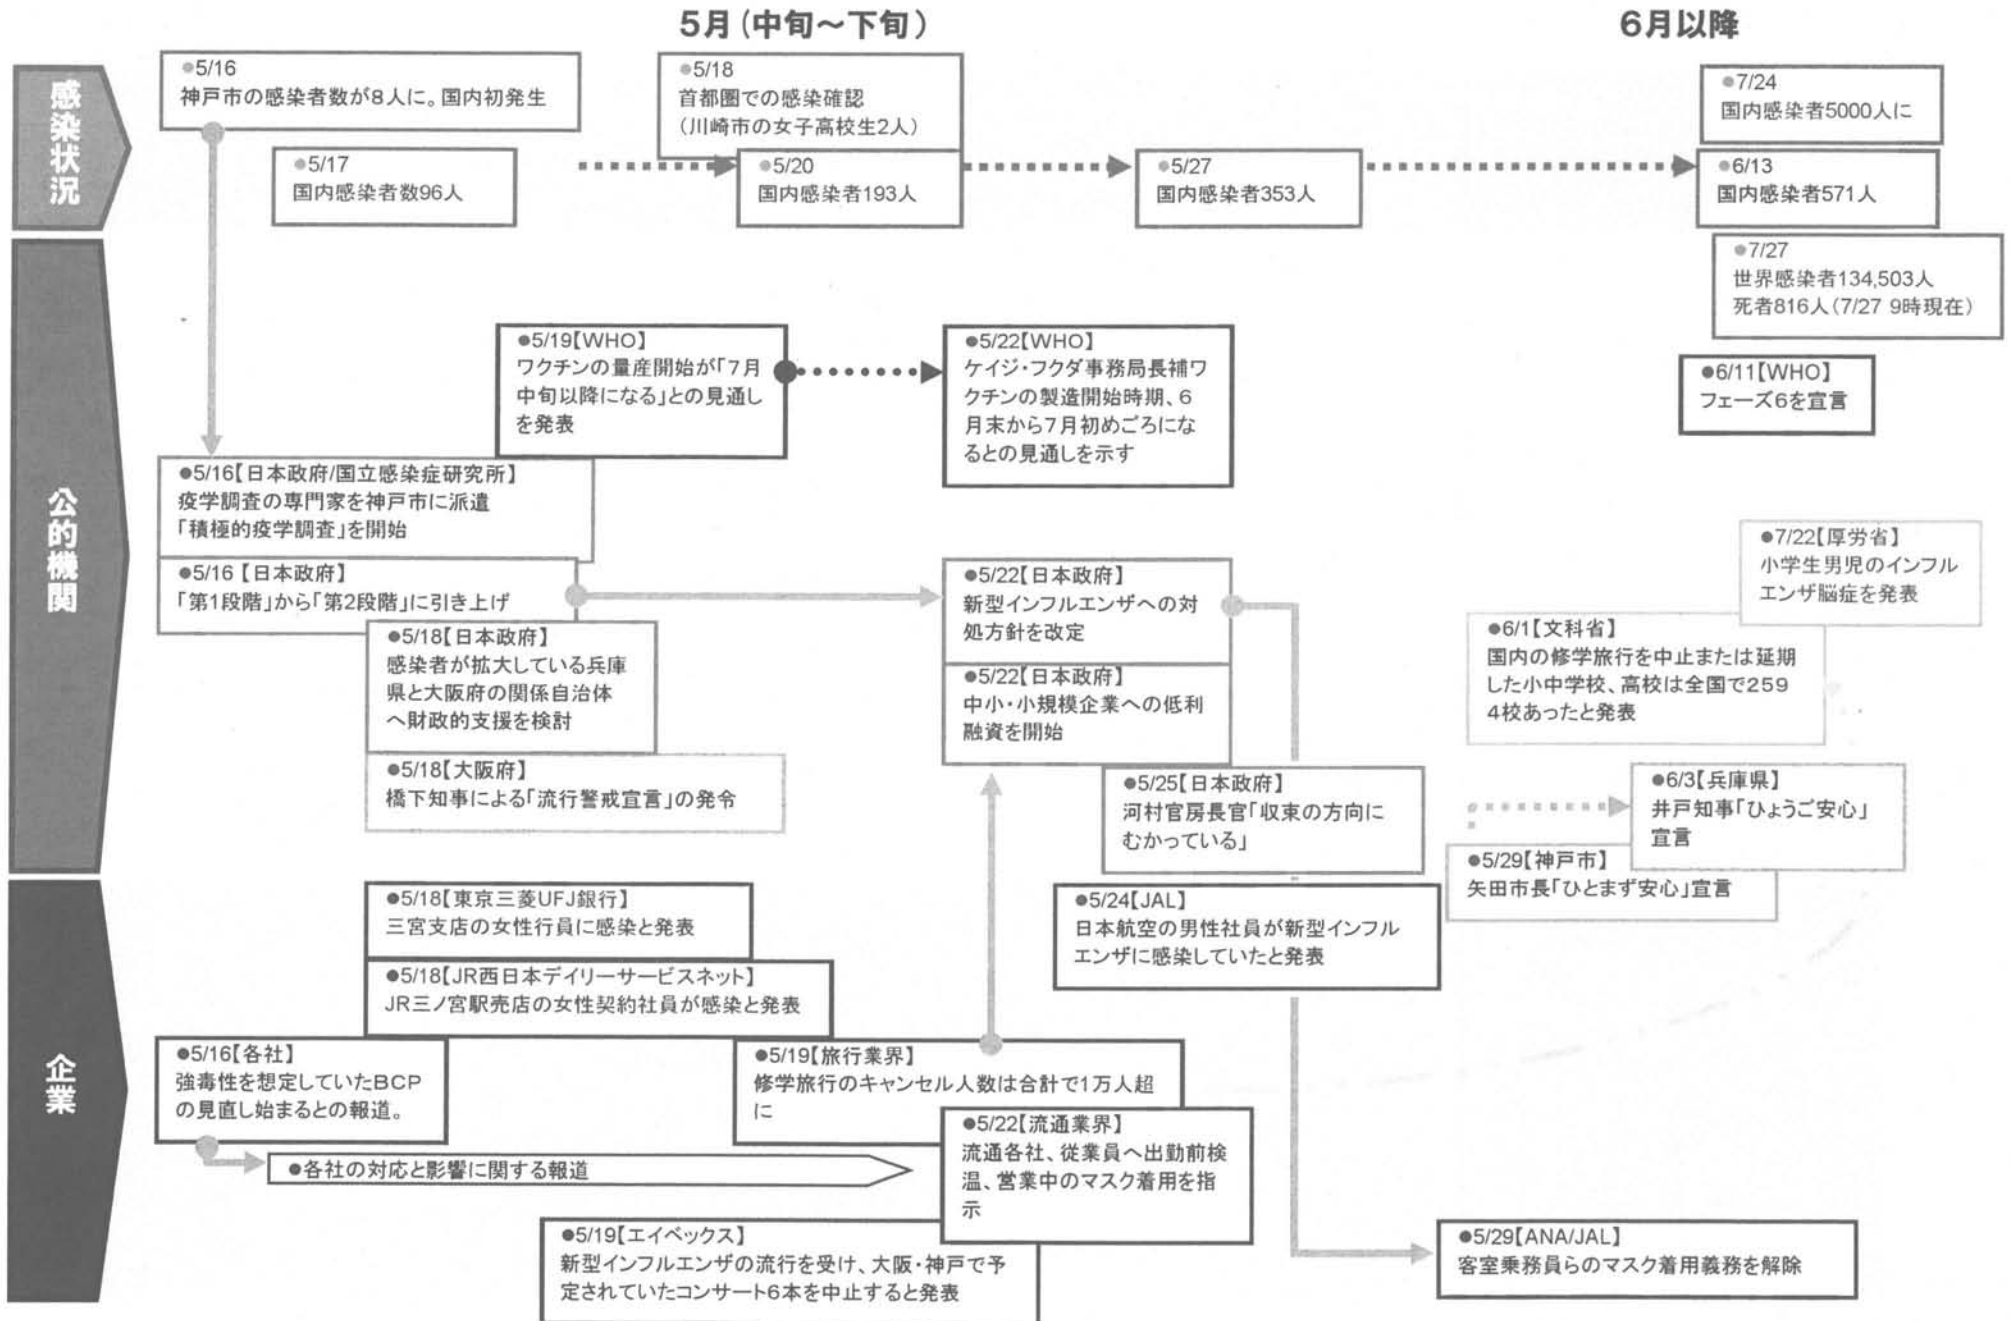 5月(中旬～下旬)
6月以降
感染状況
●5/16
神戸市の感染者数が8人に。国内初発生
●5/17
国内感染者数96人
●5/18
首都圏での感染確認
(川崎市の女子高校生2人)
●5/20
国内感染者193人
●5/27
国内感染者353人
●7/24
国内感染者5000人に
●6/13
国内感染者571人
●7/27
世界感染者134,503人
死者816人(7/27 9時現在)
公的機関
●5/19【WHO】
ワクチンの量産開始が「7月
中旬以降になる」との見通し
を発表
●5/22【WHO】
ケイジ・フクダ事務局長補ワ
クチンの製造開始時期、6
月末から7月初めごろにな
るとの見通しを示す
●6/11【WHO】
フェーズ6を宣言
●5/16【日本政府/国立感染症研究所】
疫学調査の専門家を神戸市に派遣
「積極的疫学調査」を開始
●5/16 【日本政府】
「第1段階」から「第2段階」に引き上げ
●5/18【日本政府】
感染者が拡大している兵庫
県と大阪府の関係自治体
へ財政的支援を検討
●5/18【大阪府】
橋下知事による「流行警戒宣言」の発令
●5/22【日本政府】
新型インフルエンザへの対
処方針を改定
●5/22【日本政府】
中小・小規模企業への低利
融資を開始
●5/25【日本政府】
河村官房長官「収束の方向に
むかっている」
●7/22【厚労省】
小学生男児のインフル
エンザ脳症を発表
●6/1【文科省】
国内の修学旅行を中止または延期
した小中学校、高校は全国で259
4校あったと発表
●6/3【兵庫県】
井戸知事「ひょうご安心」
宣言
●5/29【神戸市】
矢田市長「ひとまず安心」宣言
企業
●5/18【東京三菱UFJ銀行】
三宮支店の女性行員に感染と発表
●5/18【JR西日本デイリーサービスネット】
JR三ノ宮駅売店の女性契約社員が感染と発表
●5/24【JAL】
日本航空の男性社員が新型インフル
エンザに感染していたと発表
●5/16【各社】
強毒性を想定していたBCP
の見直し始まるとの報道。
●5/19【旅行業界】
修学旅行のキャンセル人数は合計で1万人超
に
●各社の対応と影響に関する報道
●5/22【流通業界】
流通各社、従業員へ出勤前検
温、営業中のマスク着用を指
示
●5/19【エイベックス】
新型インフルエンザの流行を受け、大阪・神戸で予
定されていたコンサート6本を中止すると発表
●5/29【ANA/JAL】
客室乗務員らのマスク着用義務を解除